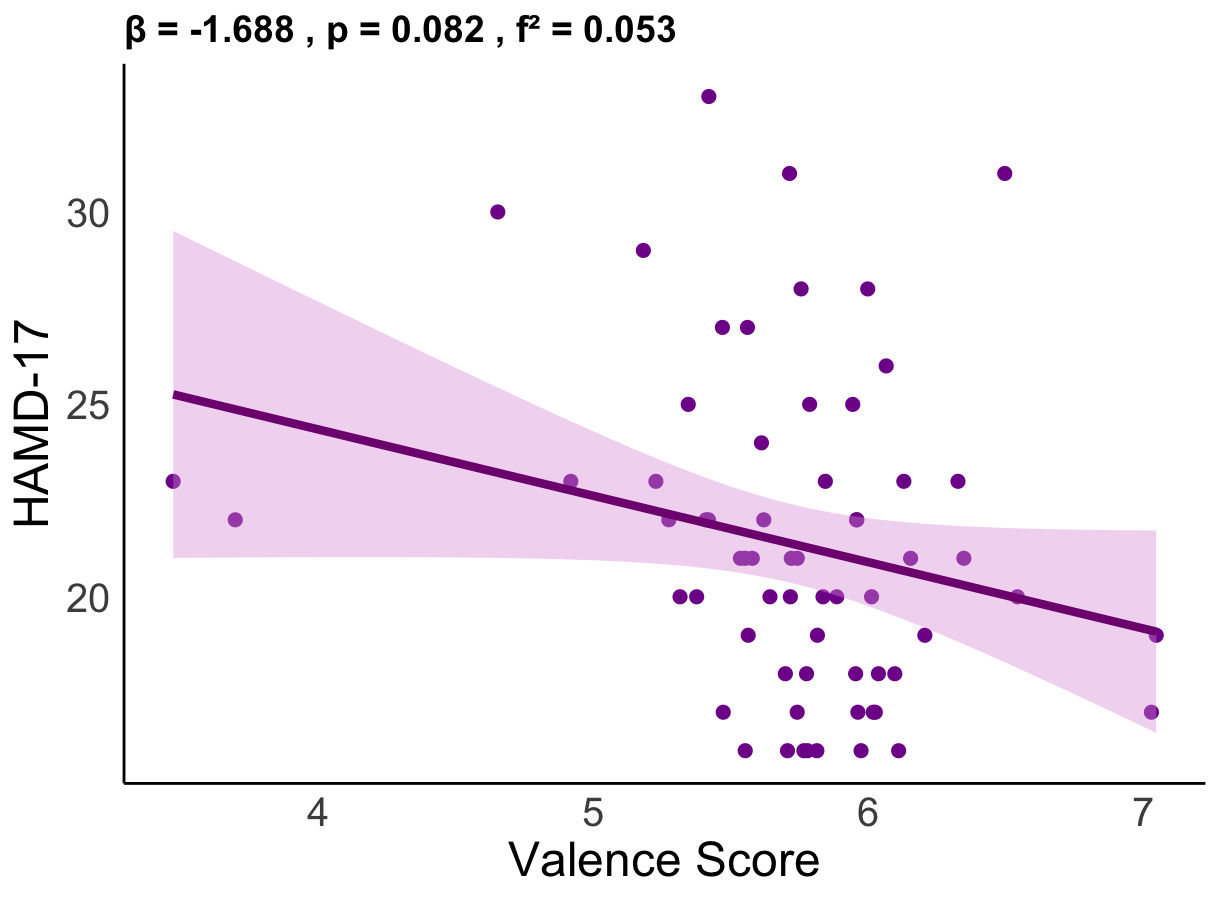 β = -1.688 , p = 0.082 , f² = 0.053
HAMD-17
30
25
20
4 5 6 7
Valence Score